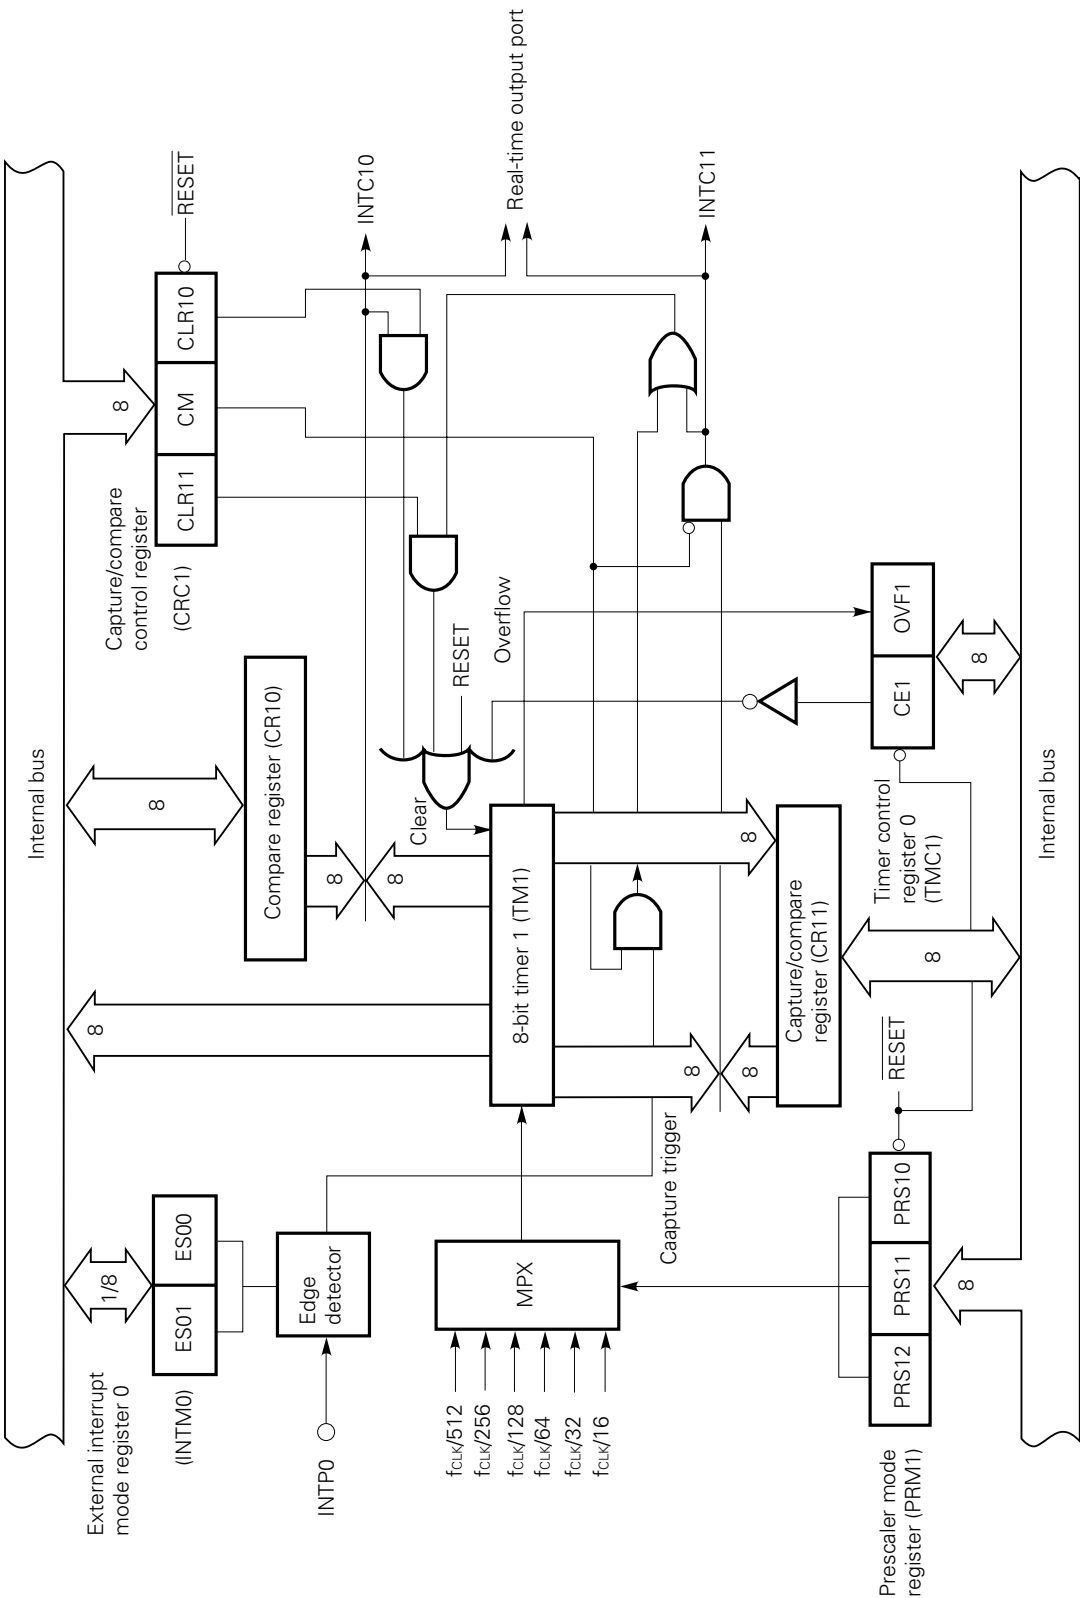 Internal bus
External interrupt
mode register 0
(INTM0)
1/8
ES01
ES00
8
8
Capture/compare
control register
(CRC1)
8
CLR11
CM
CLR10
RESET
INTP0
Edge
detector
Compare register (CR10)
8
8
Clear
RESET
Overflow
INTC10
fCLK/512
fCLK/256
fCLK/128
fCLK/64
fCLK/32
fCLK/16
MPX
8-bit timer 1 (TM1)
Real-time output port
Caapture trigger
8
8
8
Capture/compare
register (CR11)
INTC11
Prescaler mode
register (PRM1)
PRS12
PRS11
PRS10
RESET
8
8
Timer control
register 0
(TMC1)
CE1
OVF1
8
Internal bus